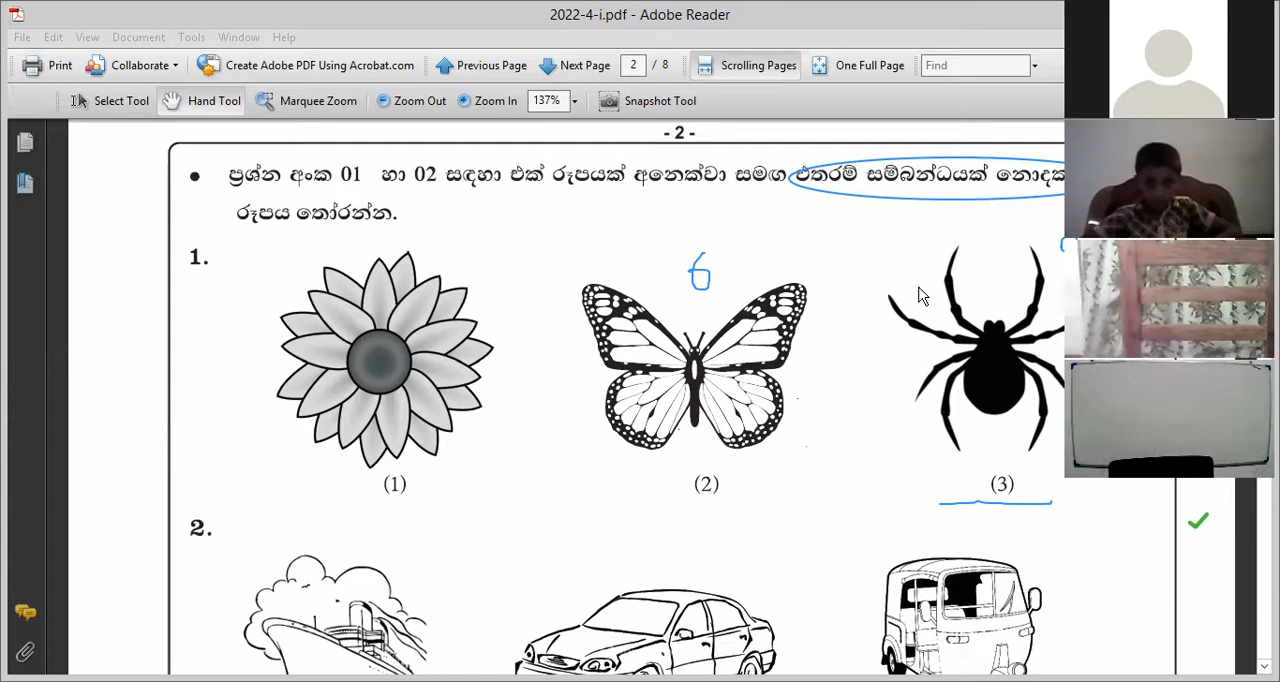 2022-4-i.pdf - Adobe Reader
File Edit View Document Tools Window Help
Print Collaborate Create Adobe PDF Using Acrobat.com Previous Page Next Page 2 / 8 Scrolling Pages One Full Page Find
Select Tool Hand Tool Marquee Zoom Zoom Out Zoom In 137% Snapshot Tool
- 2 -
• ප්‍රශ්න අංක 01 හා 02 සඳහා එක් රූපයක් අනෙක්වා සමඟ එතරම් සම්බන්ධයක්
රූපය තෝරන්න.
1.
6
(1) (2) (3)
2.